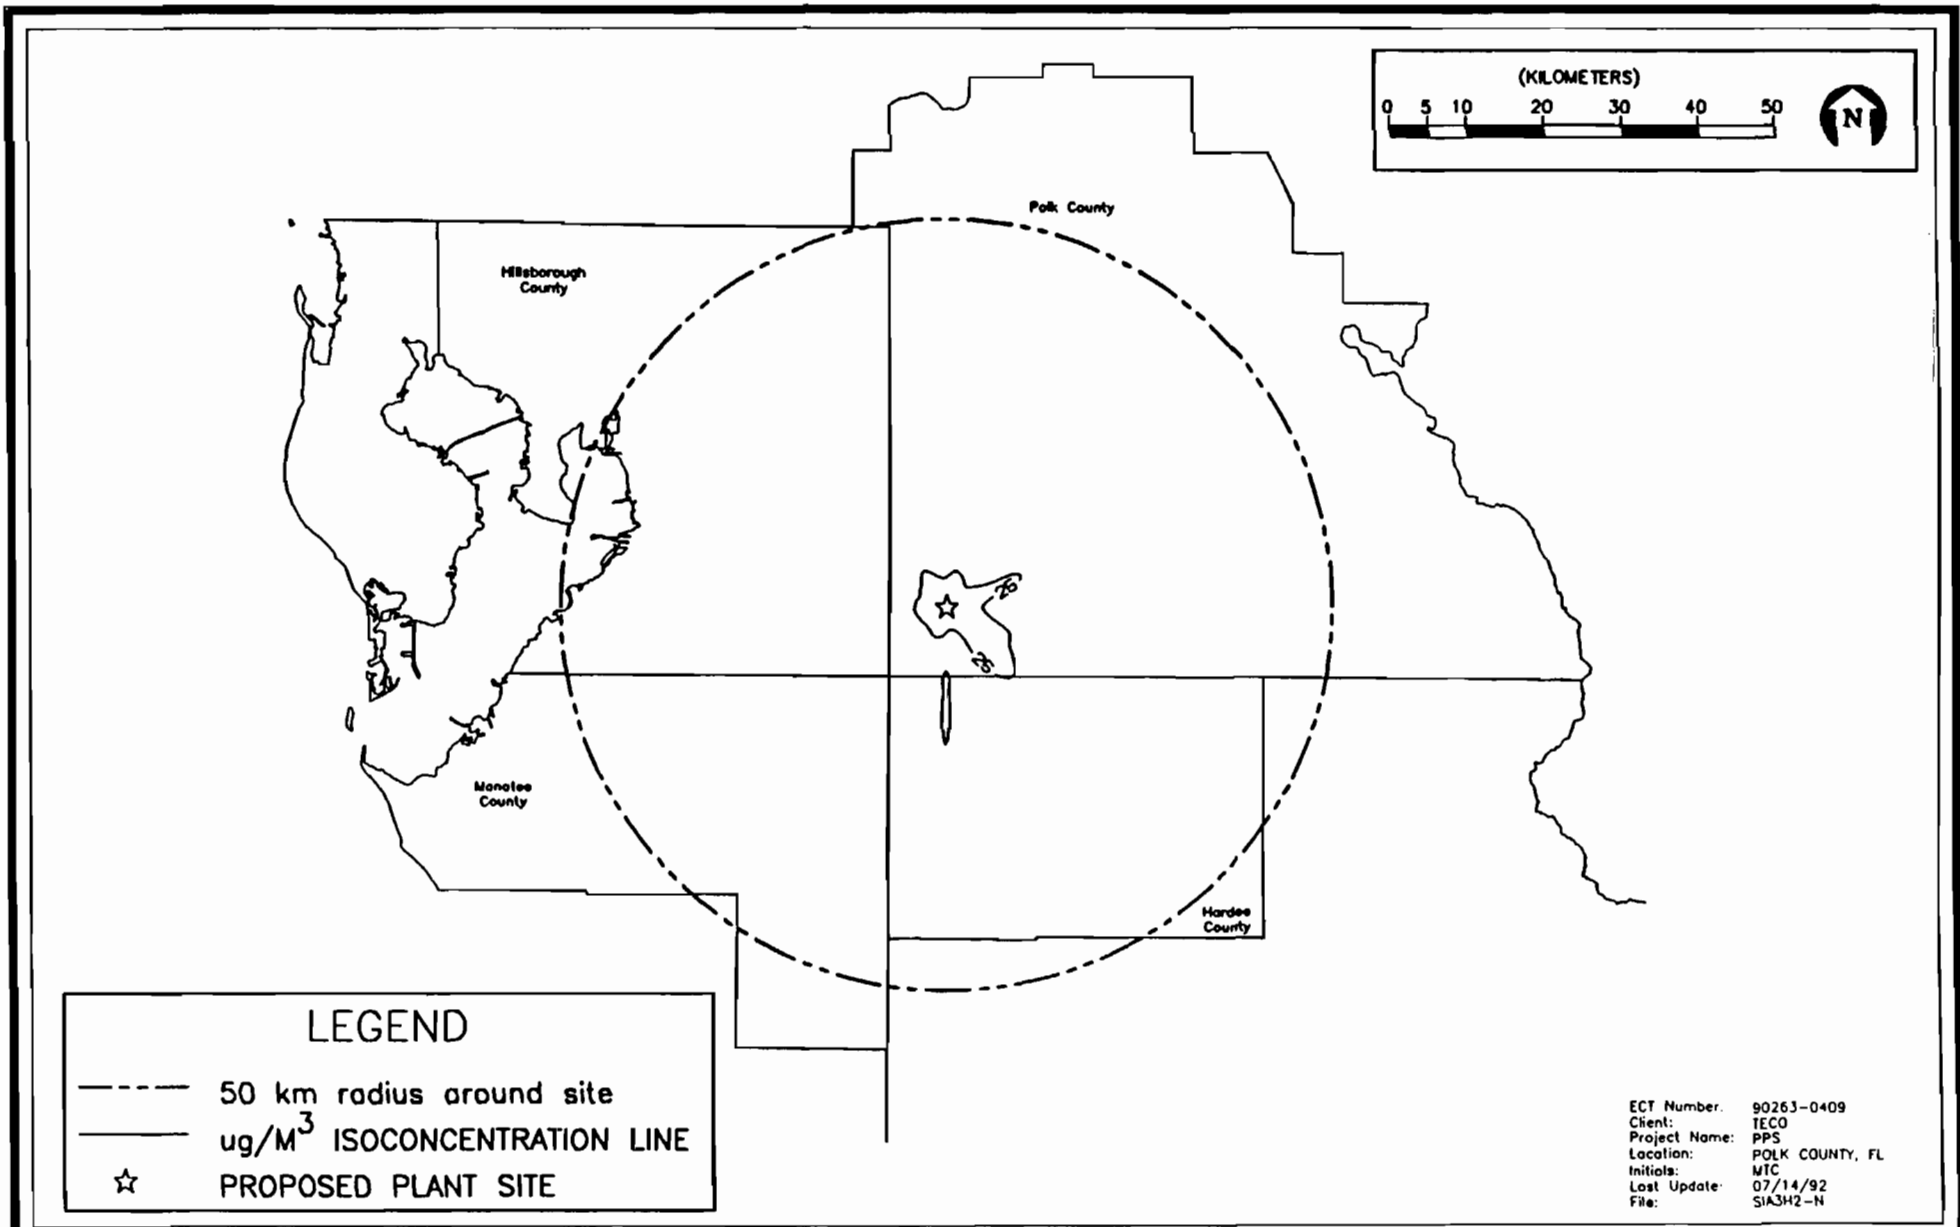 (KILOMETERS)
0 5 10 20 30 40 50
N
Polk County
Hillsborough
County
26
26
Manatee
County
Hardee
County
LEGEND
50 km radius around site
ug/M³ ISOCONCENTRATION LINE
PROPOSED PLANT SITE
ECT Number. 90263-0409
Client: TECO
Project Name: PPS
Location: POLK COUNTY, FL
Initials: MTC
Last Update: 07/14/92
File: SIA3H2-N